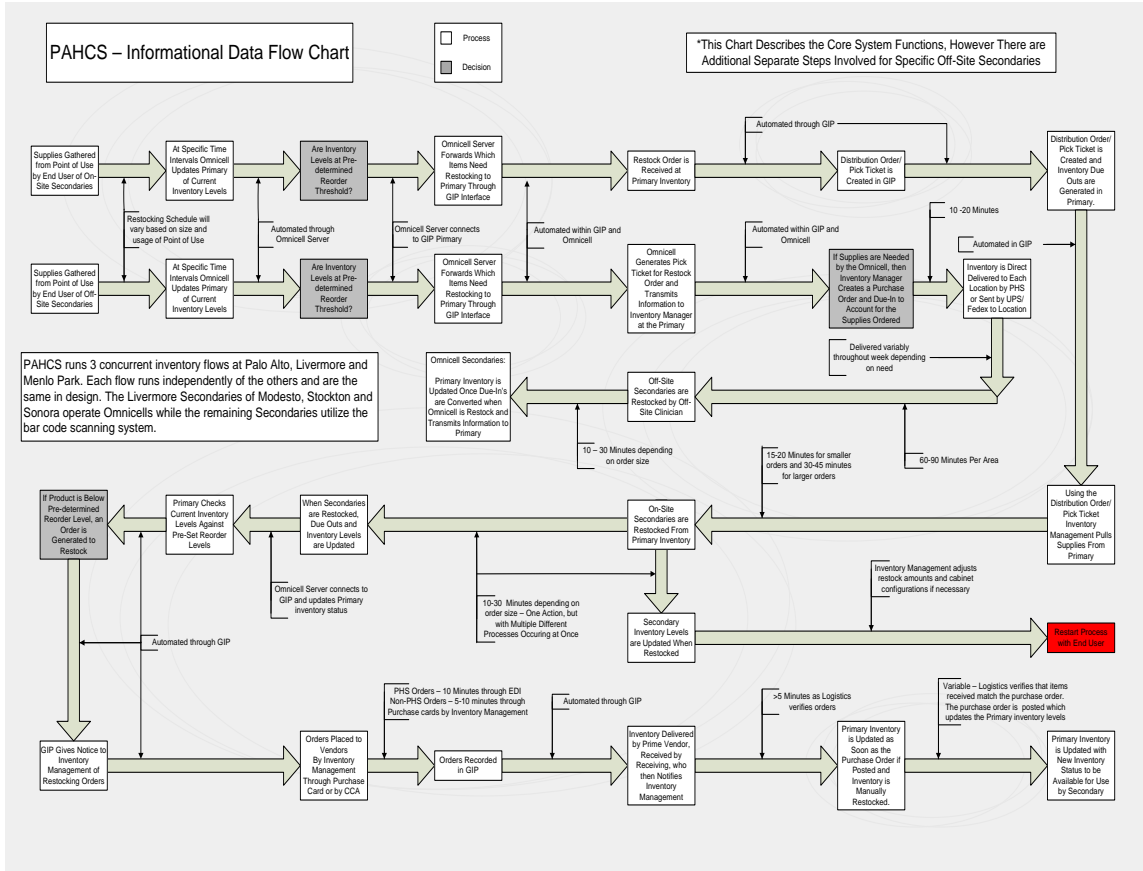 PAHCS – Informational Data Flow Chart
Process
Decision
*This Chart Describes the Core System Functions, However There are
Additional Separate Steps Involved for Specific Off-Site Secondaries
Supplies Gathered
from Point of Use
by End User of On-
Site Secondaries
At Specific Time
Intervals Omnicell
Updates Primary
of Current
Inventory Levels
Are Inventory
Levels at Pre-
determined
Reorder
Threshold?
Omnicell Server
Forwards Which
Items Need
Restocking to
Primary Through
GIP Interface
Restock Order is
Received at
Primary Inventory
Automated through GIP
Distribution Order/
Pick Ticket is
Created in GIP
Distribution Order/
Pick Ticket is
Created and
Inventory Due
Outs are
Generated in
Primary.
Restocking Schedule will
vary based on size and
usage of Point of Use
Automated through
Omnicell Server
Omnicell Server connects
to GIP Pirmary
Automated within GIP and
Omnicell
Automated within GIP and
Omnicell
10 -20 Minutes
Automated in GIP
Supplies Gathered
from Point of Use
by End User of Off-
Site Secondaries
At Specific Time
Intervals Omnicell
Updates Primary
of Current
Inventory Levels
Are Inventory
Levels at Pre-
determined
Reorder
Threshold?
Omnicell Server
Forwards Which
Items Need
Restocking to
Primary Through
GIP Interface
Omnicell
Generates Pick
Ticket for Restock
Order and
Transmits
Information to
Inventory Manager
at the Primary
If Supplies are Needed
by the Omnicell, then
Inventory Manager
Creates a Purchase
Order and Due-In to
Account for the
Supplies Ordered
Inventory is Direct
Delivered to Each
Location by PHS
or Sent by UPS/
Fedex to Location
PAHCS runs 3 concurrent inventory flows at Palo Alto, Livermore and
Menlo Park. Each flow runs independently of the others and are the
same in design. The Livermore Secondaries of Modesto, Stockton and
Sonora operate Omnicells while the remaining Secondaries utilize the
bar code scanning system.
Omnicell Secondaries:
Primary Inventory is
Updated Once Due-In's
are Converted when
Omnicell is Restock and
Transmits Information to
Primary
Off-Site
Secondaries are
Restocked by Off-
Site Clinician
Delivered variably
throughout week depending
on need
10 – 30 Minutes depending
on order size
60-90 Minutes Per Area
15-20 Minutes for smaller
orders and 30-45 minutes
for larger orders
If Product is Below
Pre-determined
Reorder Level, an
Order is
Generated to
Restock
Primary Checks
Current Inventory
Levels Against
Pre-Set Reorder
Levels
When Secondaries
are Restocked,
Due Outs and
Inventory Levels
are Updated
On-Site
Secondaries are
Restocked From
Primary Inventory
Using the
Distribution Order/
Pick Ticket
Inventory
Management Pulls
Supplies From
Primary
Omnicell Server connects to
GIP and updates Primary
inventory status
10-30 Minutes depending on
order size – One Action, but
with Multiple Different
Processes Occuring at Once
Inventory Management adjusts
restock amounts and cabinet
configurations if necessary
Automated through GIP
Secondary
Inventory Levels
are Updated When
Restocked
Restart Process
with End User
PHS Orders – 10 Minutes through EDI
Non-PHS Orders – 5-10 minutes through
Purchase cards by Inventory Management
Automated through GIP
>5 Minutes as Logistics
verifies orders
Variable – Logistics verifies that items
received match the purchase order.
The purchase order is posted which
updates the Primary inventory levels
GIP Gives Notice to
Inventory
Management of
Restocking Orders
Orders Placed to
Vendors
By Inventory
Management
Through Purchase
Card or by CCA
Orders Recorded
in GIP
Inventory Delivered
by Prime Vendor,
Received by
Receiving, who
then Notifies
Inventory
Management
Primary Inventory
is Updated as
Soon as the
Purchase Order if
Posted and
Inventory is
Manually
Restocked.
Primary Inventory
is Updated with
New Inventory
Status to be
Available for Use
by Secondary